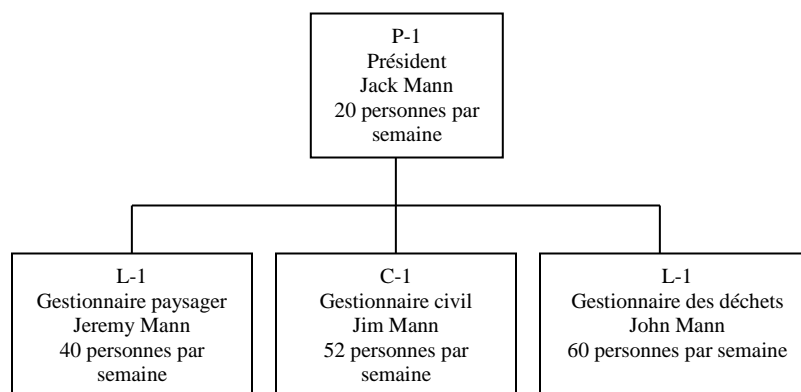 P-1
Président
Jack Mann
20 personnes par
semaine
L-1
Gestionnaire paysager
Jeremy Mann
40 personnes par
semaine
C-1
Gestionnaire civil
Jim Mann
52 personnes par
semaine
L-1
Gestionnaire des déchets
John Mann
60 personnes par semaine